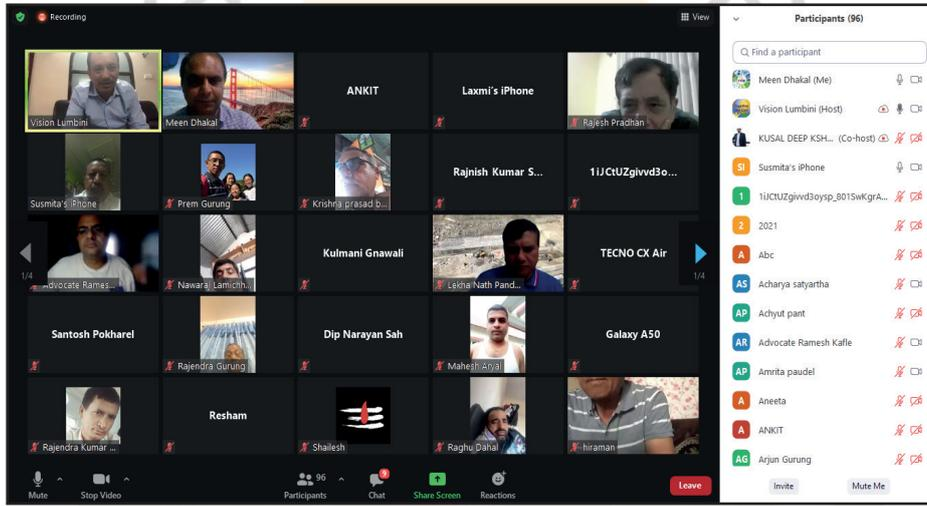 Recording
View
Vision Lumbini
Meen Dhakal
ANKIT
Laxmi's iPhone
Rajesh Pradhan
Susmita's iPhone
Prem Gurung
Krishna prasad b...
Rajnish Kumar S...
1iJCtUZgivvd3o...
1/4
Advocate Rames...
Nawaraj Lamichh...
Kulmani Gnawali
Lekha Nath Pand...
TECNO CX Air
1/4
Santosh Pokharel
Rajendra Gurung
Dip Narayan Sah
Mahesh Aryal
Galaxy A50
Rajendra Kumar ...
Resham
Shailesh
Raghu Dahal
hiraman
Mute
Stop Video
96
Participants
9
Chat
Share Screen
Reactions
Leave
Participants (96)
Find a participant
Meen Dhakal (Me)
Vision Lumbini (Host)
KUSAL DEEP KSH... (Co-host)
SI Susmita's iPhone
1 1iJCtUZgivvd3oysp_801SwKgrA...
2 2021
A Abc
AS Acharya satyartha
AP Achyut pant
AR Advocate Ramesh Kafle
AP Amrita paudel
A Aneeta
A ANKIT
AG Arjun Gurung
Invite
Mute Me